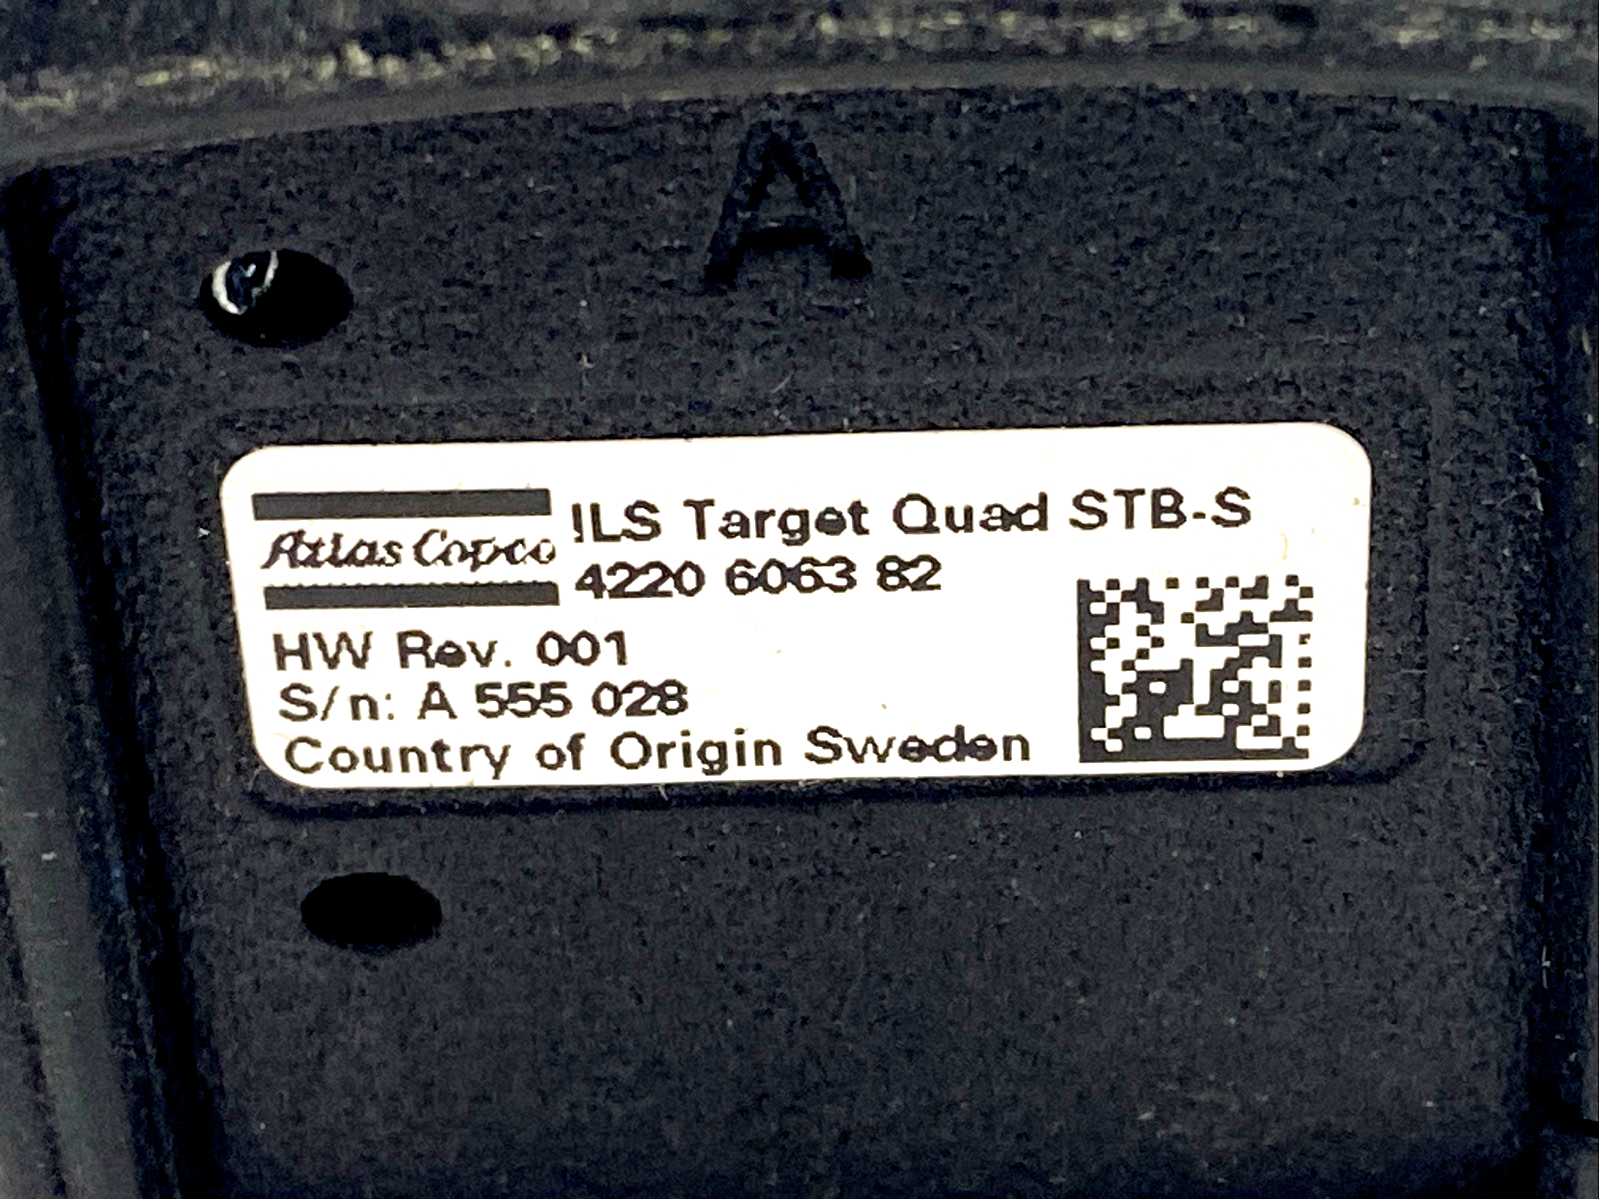 A
Atlas Copco
ILS Target Quad STB-S
4220 6063 82
HW Rev. 001
S/n: A 555 028
Country of Origin Sweden